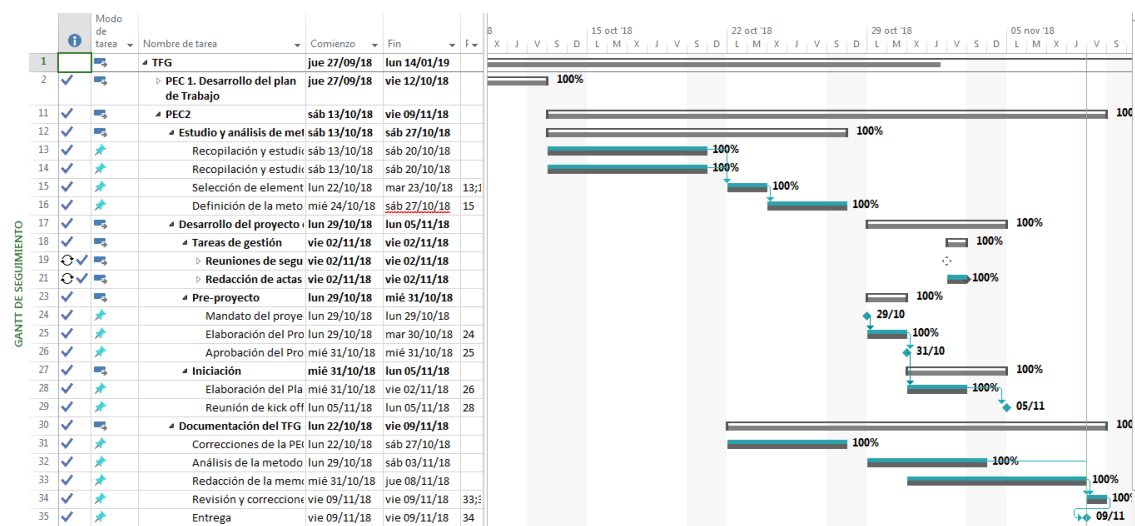 Modo de tarea Nombre de tarea Comienzo Fin
8 15 oct '18 22 oct '18 29 oct '18 05 nov '18
X J V S D L M X J V S D L M X J V S D L M X J V S D L M X J V S
GANTT DE SEGUIMIENTO
1 TFG jue 27/09/18 lun 14/01/19
2 PEC 1. Desarrollo del plan de Trabajo jue 27/09/18 vie 12/10/18 100%
11 PEC2 sáb 13/10/18 vie 09/11/18 100
12 Estudio y análisis de met sáb 13/10/18 sáb 27/10/18 100%
13 Recopilación y estudio sáb 13/10/18 sáb 20/10/18 100%
14 Recopilación y estudio sáb 13/10/18 sáb 20/10/18 100%
15 Selección de element lun 22/10/18 mar 23/10/18 13;1 100%
16 Definición de la meto mié 24/10/18 sáb 27/10/18 15 100%
17 Desarrollo del proyecto lun 29/10/18 lun 05/11/18 100%
18 Tareas de gestión vie 02/11/18 vie 02/11/18 100%
19 Reuniones de segu vie 02/11/18 vie 02/11/18
21 Redacción de actas vie 02/11/18 vie 02/11/18 100%
23 Pre-proyecto lun 29/10/18 mié 31/10/18 100%
24 Mandato del proye lun 29/10/18 lun 29/10/18 29/10
25 Elaboración del Pro lun 29/10/18 mar 30/10/18 24 100%
26 Aprobación del Pro mié 31/10/18 mié 31/10/18 25 31/10
27 Iniciación mié 31/10/18 lun 05/11/18 100%
28 Elaboración del Pla mié 31/10/18 vie 02/11/18 26 100%
29 Reunión de kick off lun 05/11/18 lun 05/11/18 28 05/11
30 Documentación del TFG lun 22/10/18 vie 09/11/18 100
31 Correcciones de la PE lun 22/10/18 sáb 27/10/18 100%
32 Análisis de la metodo lun 29/10/18 sáb 03/11/18 100%
33 Redacción de la memo mié 31/10/18 jue 08/11/18 100%
34 Revisión y correccione vie 09/11/18 vie 09/11/18 33;3 100%
35 Entrega vie 09/11/18 vie 09/11/18 34 09/11